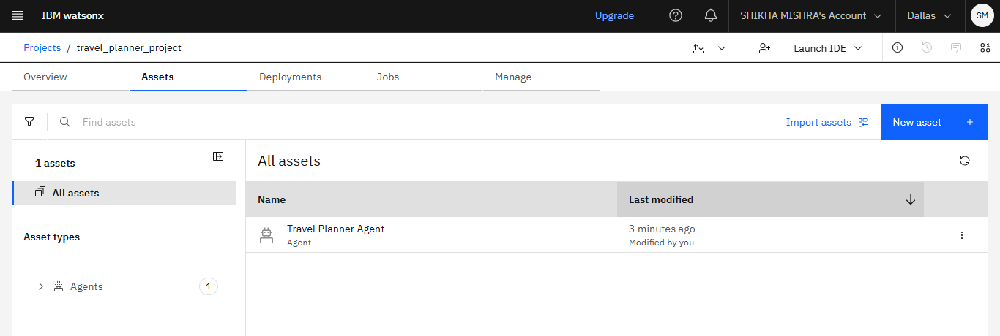 IBM watsonx
Upgrade
SHIKHA MISHRA's Account
Dallas
SM
Projects / travel_planner_project
Launch IDE
Overview
Assets
Deployments
Jobs
Manage
Find assets
Import assets
New asset +
1 assets
All assets
Asset types
Agents
1
All assets
Name
Last modified
Travel Planner Agent
Agent
3 minutes ago
Modified by you